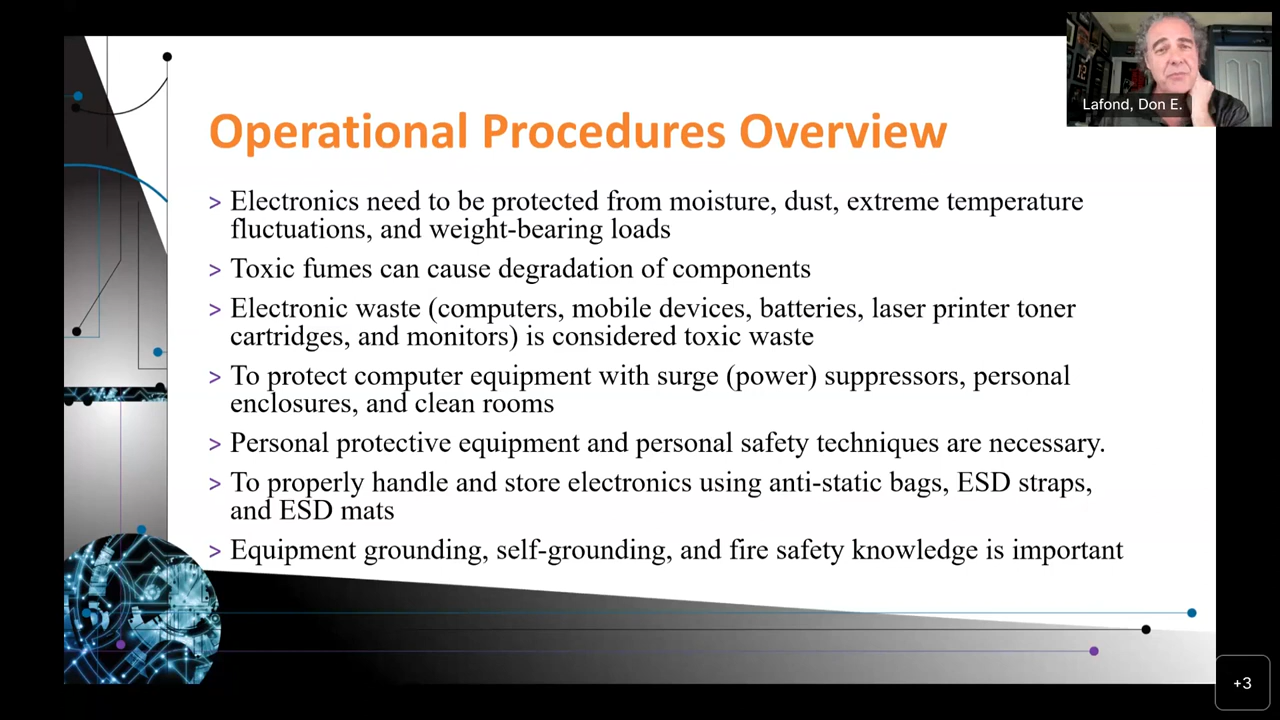 Lafond, Don E.
Operational Procedures Overview
> Electronics need to be protected from moisture, dust, extreme temperature
fluctuations, and weight-bearing loads
> Toxic fumes can cause degradation of components
> Electronic waste (computers, mobile devices, batteries, laser printer toner
cartridges, and monitors) is considered toxic waste
> To protect computer equipment with surge (power) suppressors, personal
enclosures, and clean rooms
> Personal protective equipment and personal safety techniques are necessary.
> To properly handle and store electronics using anti-static bags, ESD straps,
and ESD mats
> Equipment grounding, self-grounding, and fire safety knowledge is important
+3